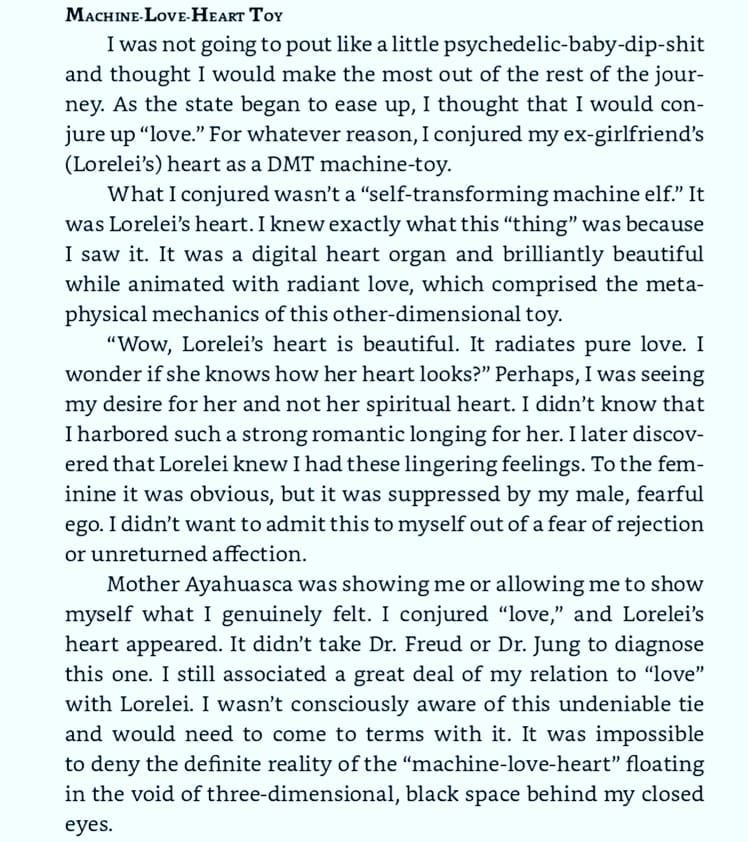 Machine-Love-Heart Toy
I was not going to pout like a little psychedelic-baby-dip-shit
and thought I would make the most out of the rest of the jour-
ney. As the state began to ease up, I thought that I would con-
jure up “love.” For whatever reason, I conjured my ex-girlfriend’s
(Lorelei’s) heart as a DMT machine-toy.
What I conjured wasn’t a “self-transforming machine elf.” It
was Lorelei’s heart. I knew exactly what this “thing” was because
I saw it. It was a digital heart organ and brilliantly beautiful
while animated with radiant love, which comprised the meta-
physical mechanics of this other-dimensional toy.
“Wow, Lorelei’s heart is beautiful. It radiates pure love. I
wonder if she knows how her heart looks?” Perhaps, I was seeing
my desire for her and not her spiritual heart. I didn’t know that
I harbored such a strong romantic longing for her. I later discov-
ered that Lorelei knew I had these lingering feelings. To the fem-
inine it was obvious, but it was suppressed by my male, fearful
ego. I didn’t want to admit this to myself out of a fear of rejection
or unreturned affection.
Mother Ayahuasca was showing me or allowing me to show
myself what I genuinely felt. I conjured “love,” and Lorelei’s
heart appeared. It didn’t take Dr. Freud or Dr. Jung to diagnose
this one. I still associated a great deal of my relation to “love”
with Lorelei. I wasn’t consciously aware of this undeniable tie
and would need to come to terms with it. It was impossible
to deny the definite reality of the “machine-love-heart” floating
in the void of three-dimensional, black space behind my closed
eyes.